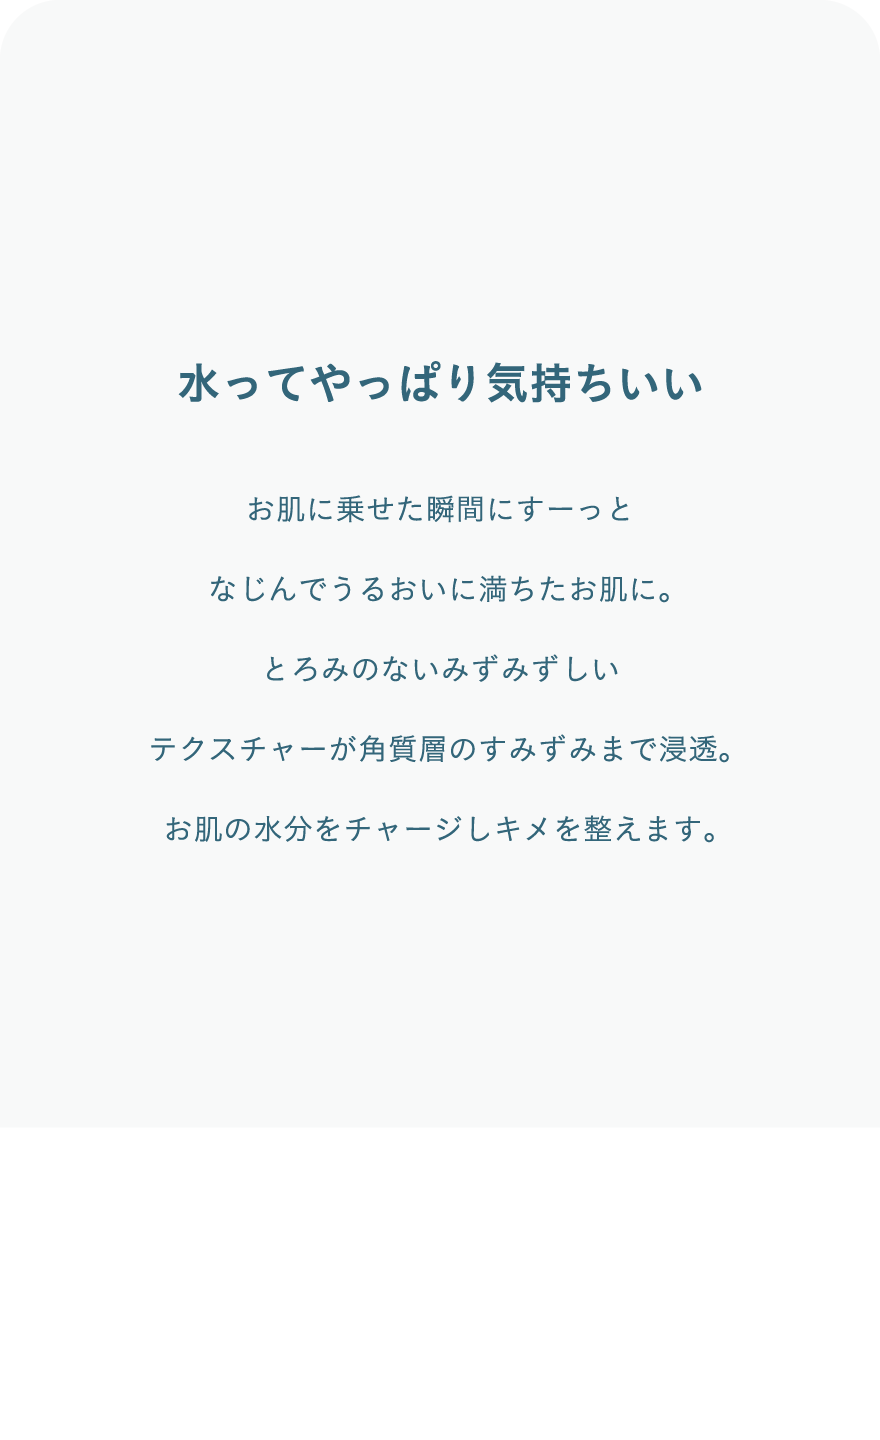 水ってやっぱり気持ちいい
お肌に乗せた瞬間にすーっと
なじんでうるおいに満ちたお肌に。
とろみのないみずみずしい
テクスチャーが角質層のすみずみまで浸透。
お肌の水分をチャージしキメを整えます。